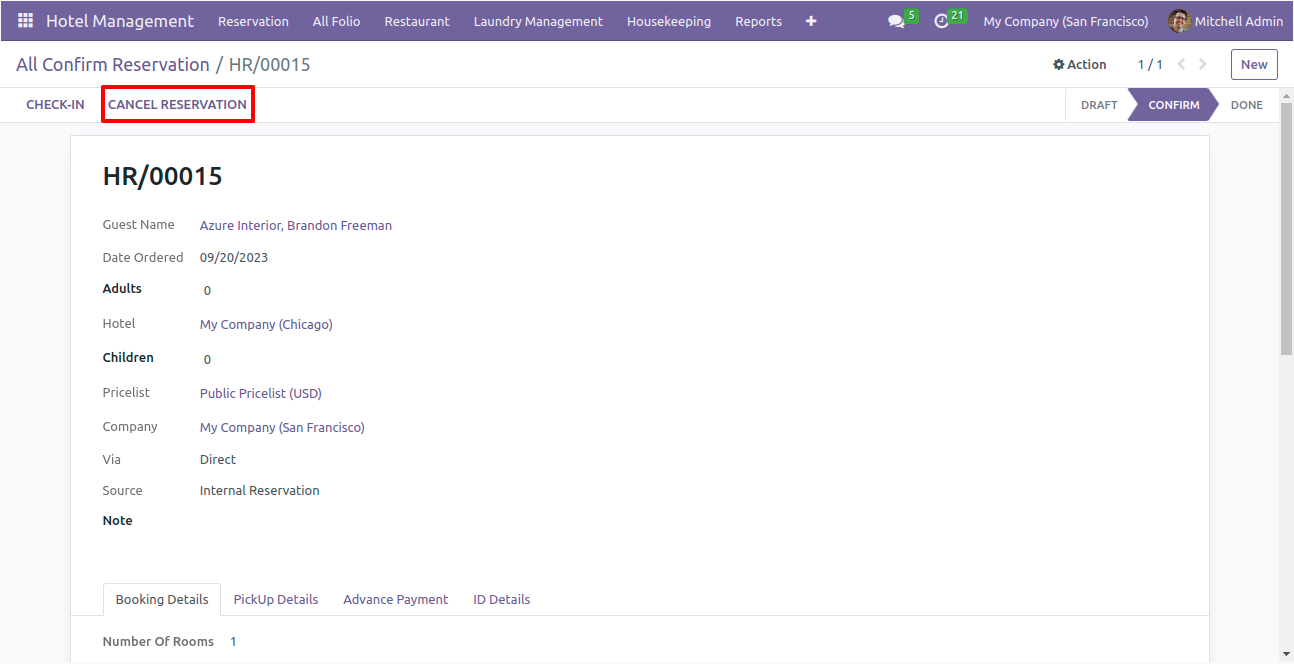 Hotel Management Reservation All Folio Restaurant Laundry Management Housekeeping Reports + 5 21 My Company (San Francisco) Mitchell Admin
All Confirm Reservation / HR/00015 Action 1 / 1 New
CHECK-IN CANCEL RESERVATION DRAFT CONFIRM DONE
HR/00015
Guest Name Azure Interior, Brandon Freeman
Date Ordered 09/20/2023
Adults 0
Hotel My Company (Chicago)
Children 0
Pricelist Public Pricelist (USD)
Company My Company (San Francisco)
Via Direct
Source Internal Reservation
Note
Booking Details PickUp Details Advance Payment ID Details
Number Of Rooms 1